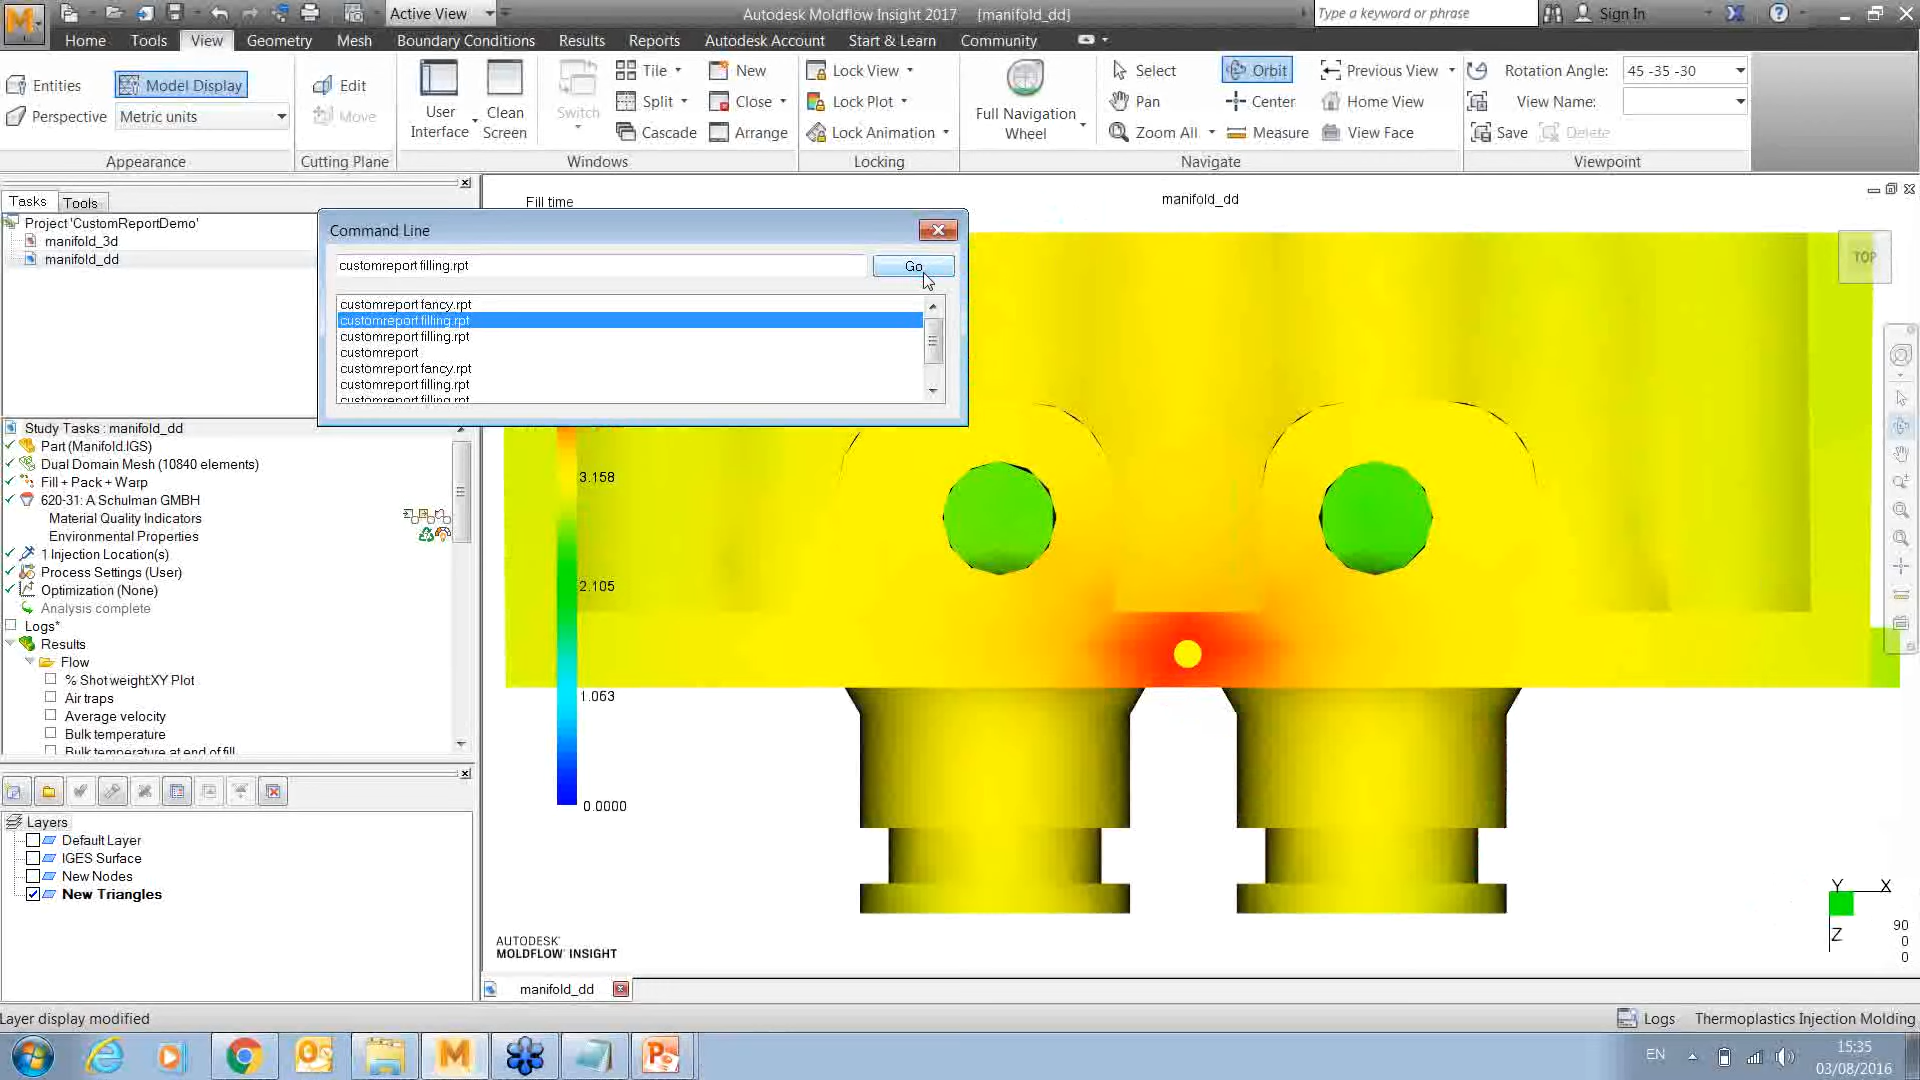 Active View
Autodesk Moldflow Insight 2017 [manifold_dd]
Type a keyword or phrase
Sign In
Home Tools View Geometry Mesh Boundary Conditions Results Reports Autodesk Account Start & Learn Community
Entities
Model Display
Perspective
Metric units
Appearance
Edit
Move
Cutting Plane
User Interface
Clean Screen
Switch
Tile
Split
Cascade
New
Close
Arrange
Windows
Lock View
Lock Plot
Lock Animation
Locking
Full Navigation Wheel
Select
Pan
Zoom All
Orbit
Center
Measure
Previous View
Home View
View Face
Navigate
Rotation Angle:
45 -35 -30
View Name:
Save
Delete
Viewpoint
Tasks
Tools
Project 'CustomReportDemo'
manifold_3d
manifold_dd
Fill time
manifold_dd
TOP
Command Line
customreport filling.rpt
Go
customreport fancy.rpt
customreport filling.rpt
customreport filling.rpt
customreport
customreport fancy.rpt
customreport filling.rpt
customreport filling.rpt
Study Tasks : manifold_dd
Part (Manifold.IGS)
Dual Domain Mesh (10840 elements)
Fill + Pack + Warp
620-31: A Schulman GMBH
Material Quality Indicators
Environmental Properties
1 Injection Location(s)
Process Settings (User)
Optimization (None)
Analysis complete
Logs*
Results
Flow
% Shot weight:XY Plot
Air traps
Average velocity
Bulk temperature
Bulk temperature at end of fill
3.158
2.105
1.053
0.0000
Layers
Default Layer
IGES Surface
New Nodes
New Triangles
AUTODESK
MOLDFLOW INSIGHT
Y
X
Z
90
0
0
manifold_dd
Layer display modified
Logs
Thermoplastics Injection Molding
EN
15:35
03/08/2016